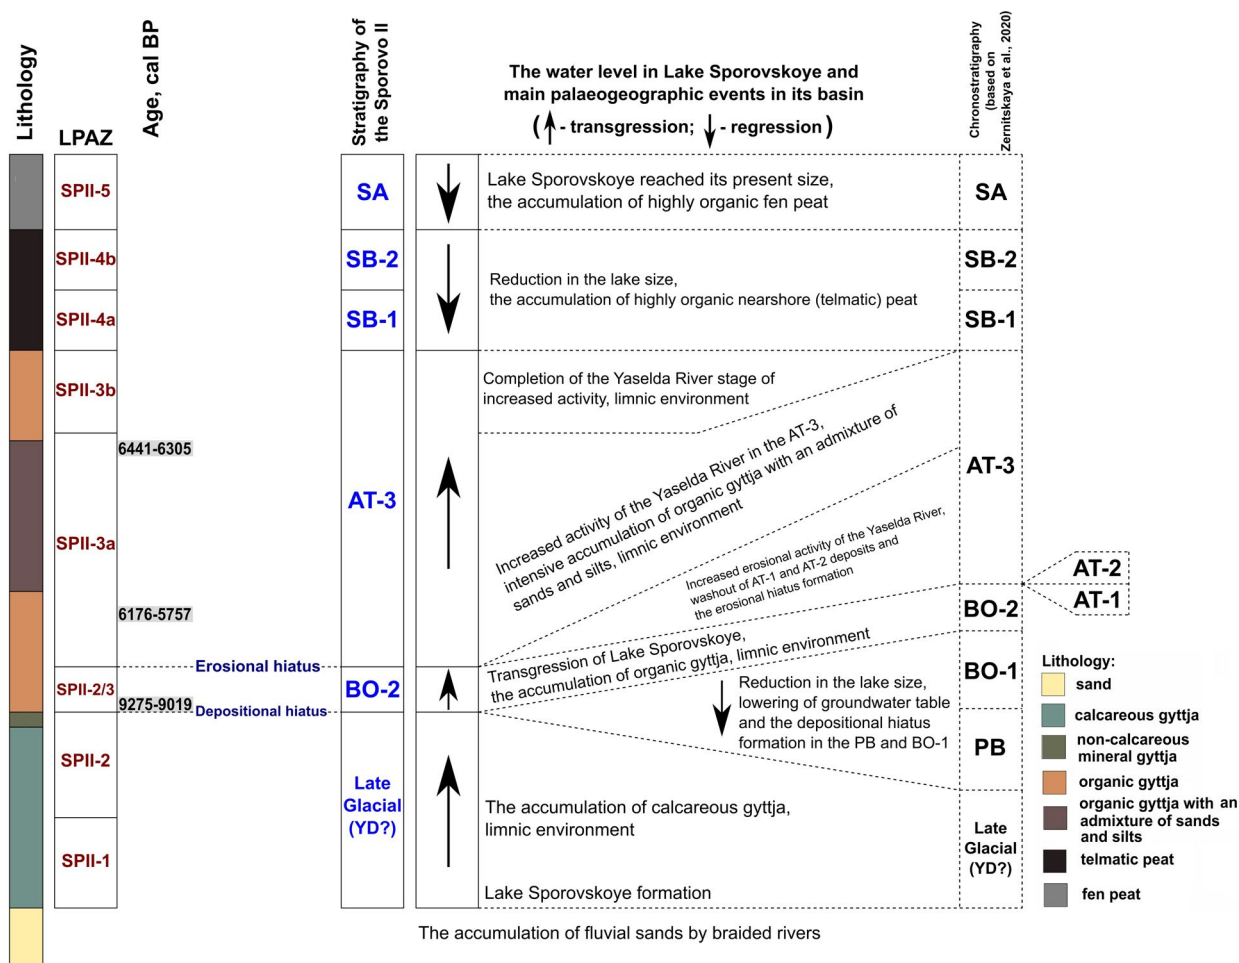 Lithology
LPAZ
Age, cal BP
Stratigraphy of
the Sporovo II
The water level in Lake Sporovskoye and
main palaeogeographic events in its basin
( - transgression; - regression )
Chronostratigraphy
(based on
Zernitskaya et al., 2020)
SPII-5
SPII-4b
SPII-4a
SPII-3b
SPII-3a
SPII-2/3
SPII-2
SPII-1
6441-6305
6176-5757
9275-9019
Erosional hiatus
Depositional hiatus
SA
SB-2
SB-1
AT-3
BO-2
Late
Glacial
(YD?)
Lake Sporovskoye reached its present size,
the accumulation of highly organic fen peat
Reduction in the lake size,
the accumulation of highly organic nearshore (telmatic) peat
Completion of the Yaselda River stage of
increased activity, limnic environment
Increased activity of the Yaselda River in the AT-3,
intensive accumulation of organic gyttja with an admixture of
sands and silts, limnic environment
Increased erosional activity of the Yaselda River,
washout of AT-1 and AT-2 deposits and
the erosional hiatus formation
Transgression of Lake Sporovskoye,
the accumulation of organic gyttja, limnic environment
Reduction in the lake size,
lowering of groundwater table
and the depositional hiatus
formation in the PB and BO-1
The accumulation of calcareous gyttja,
limnic environment
Lake Sporovskoye formation
The accumulation of fluvial sands by braided rivers
SA
SB-2
SB-1
AT-3
BO-2
BO-1
PB
Late
Glacial
(YD?)
AT-2
AT-1
Lithology:
sand
calcareous gyttja
non-calcareous
mineral gyttja
organic gyttja
organic gyttja with an
admixture of sands
and silts
telmatic peat
fen peat